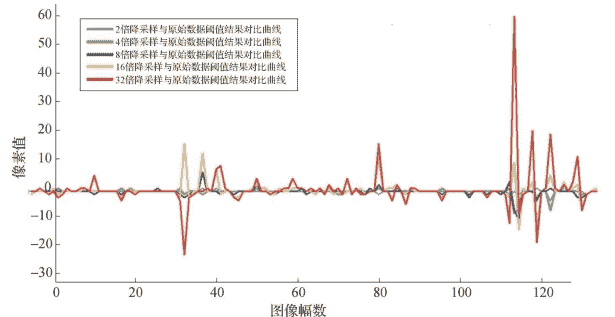 60
2倍降采样与原始数据阈值结果对比曲线
4倍降采样与原始数据阈值结果对比曲线
8倍降采样与原始数据阈值结果对比曲线
16倍降采样与原始数据阈值结果对比曲线
32倍降采样与原始数据阈值结果对比曲线
50
40
30
20
10
0
-10
-20
-30
像素值
0 20 40 60 80 100 120
图像幅数